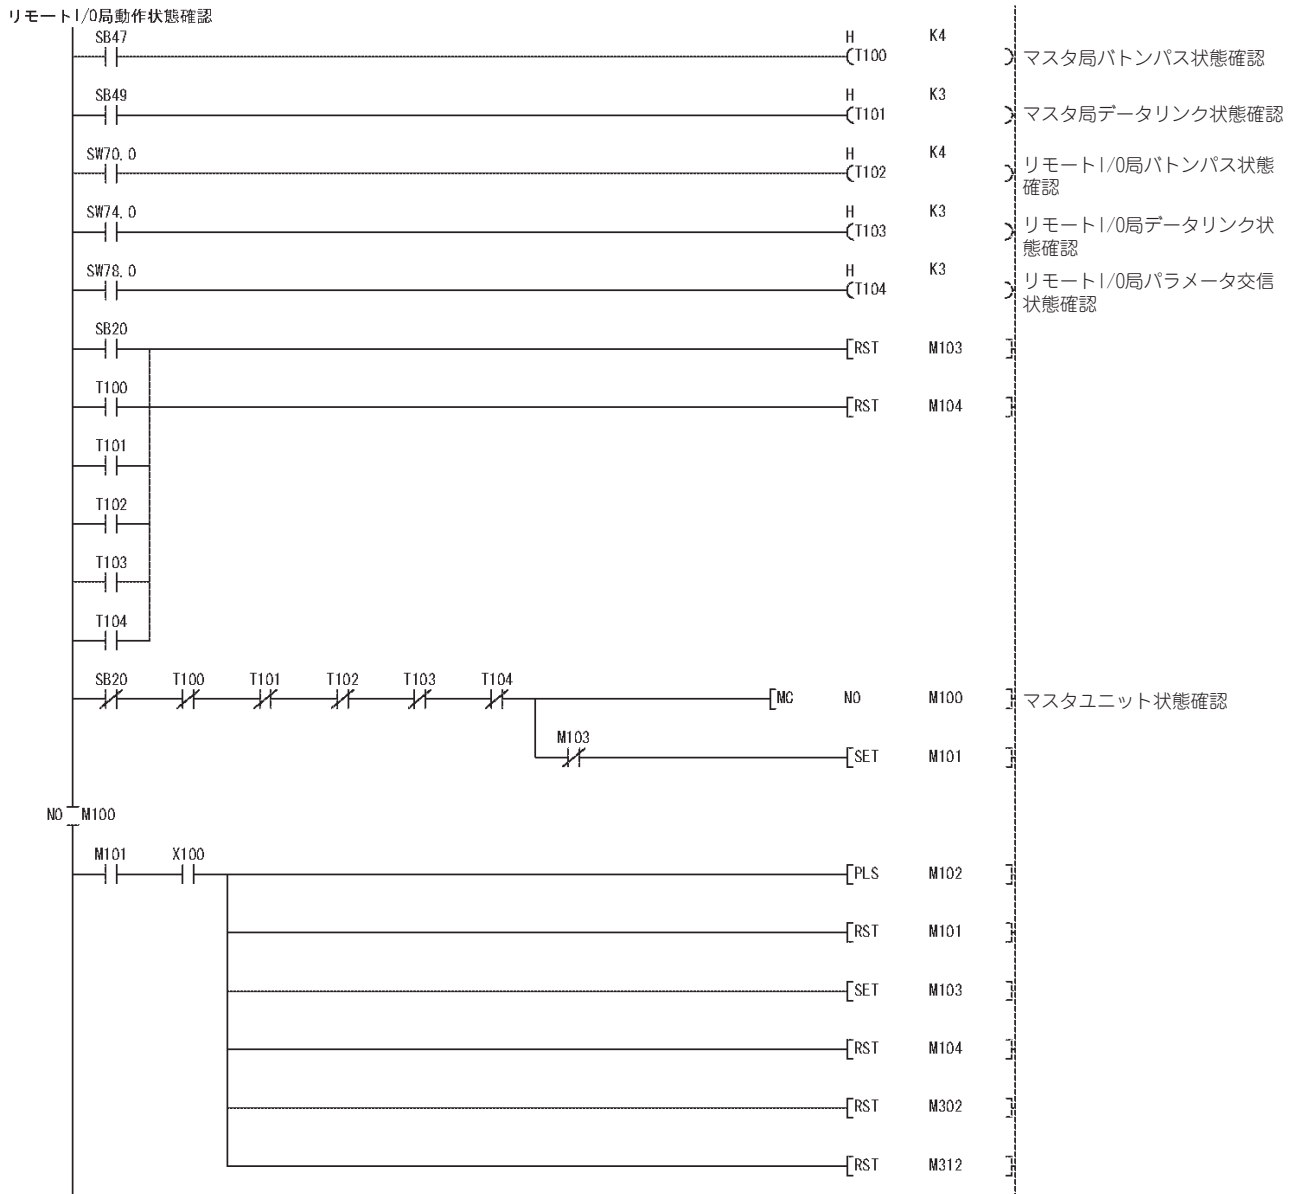 リモートI/O局動作状態確認
SB47 H K4
T100 マスタ局バトンパス状態確認
SB49 H K3
T101 マスタ局データリンク状態確認
SW70.0 H K4
T102 リモートI/O局バトンパス状態
確認
SW74.0 H K3
T103 リモートI/O局データリンク状
態確認
SW78.0 H K3
T104 リモートI/O局パラメータ交信
状態確認
SB20
RST M103
T100
RST M104
T101
T102
T103
T104
SB20 T100 T101 T102 T103 T104
MC N0 M100 マスタユニット状態確認
M103
SET M101
N0 M100
M101 X100
PLS M102
RST M101
SET M103
RST M104
RST M302
RST M312